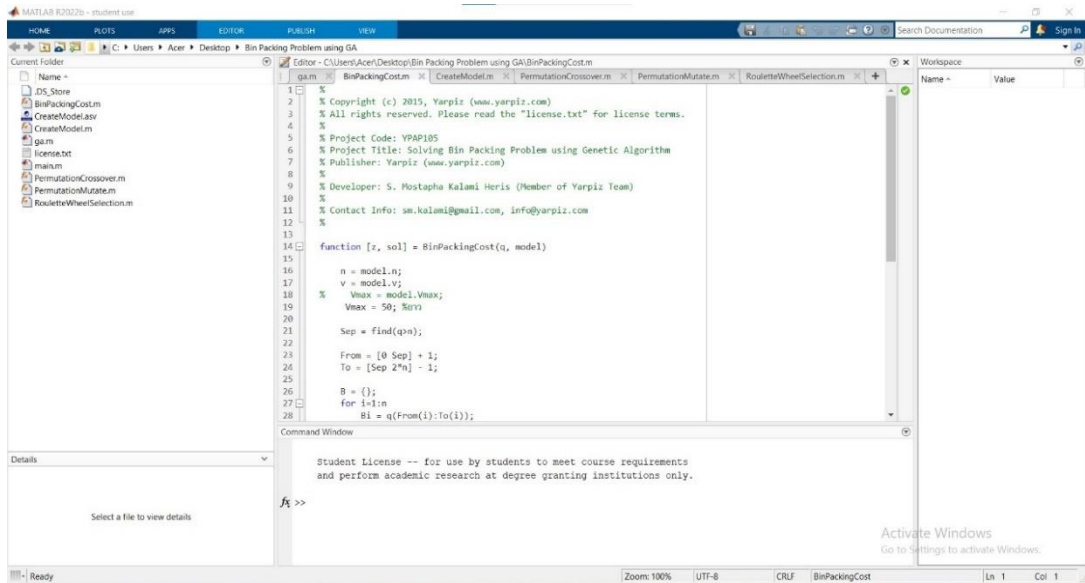 MATLAB R2022b - student use
HOME PLOTS APPS EDITOR PUBLISH VIEW
Search Documentation
Sign In
C: Users Acer Desktop Bin Packing Problem using GA
Current Folder
Name
.DS_Store
BinPackingCost.m
CreateModel.asv
CreateModel.m
ga.m
license.txt
main.m
PermutationCrossover.m
PermutationMutate.m
RouletteWheelSelection.m
Details
Select a file to view details
Editor - C:\Users\Acer\Desktop\Bin Packing Problem using GA\BinPackingCost.m
ga.m BinPackingCost.m CreateModel.m PermutationCrossover.m PermutationMutate.m RouletteWheelSelection.m
1 %
2 % Copyright (c) 2015, Yarpiz (www.yarpiz.com)
3 % All rights reserved. Please read the "license.txt" for license terms.
4 %
5 % Project Code: YPAP105
6 % Project Title: Solving Bin Packing Problem using Genetic Algorithm
7 % Publisher: Yarpiz (www.yarpiz.com)
8 %
9 % Developer: S. Mostapha Kalami Heris (Member of Yarpiz Team)
10 %
11 % Contact Info: sm.kalami@gmail.com, info@yarpiz.com
12 %
13
14 function [z, sol] = BinPackingCost(q, model)
15
16 n = model.n;
17 v = model.v;
18 % Vmax = model.Vmax;
19 Vmax = 50; %ยาว
20
21 Sep = find(q>n);
22
23 From = [0 Sep] + 1;
24 To = [Sep 2*n] - 1;
25
26 B = {};
27 for i=1:n
28 Bi = q(From(i):To(i));
Command Window
Student License -- for use by students to meet course requirements
and perform academic research at degree granting institutions only.
fx >>
Workspace
Name Value
Activate Windows
Go to Settings to activate Windows.
Ready
Zoom: 100% UTF-8 CRLF BinPackingCost Ln 1 Col 1